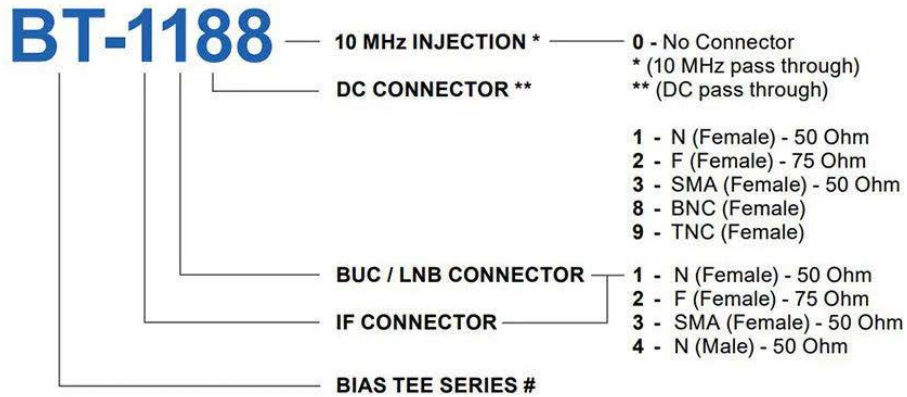 BT-1188
10 MHz INJECTION *
0 - No Connector
* (10 MHz pass through)
DC CONNECTOR **
** (DC pass through)
1 - N (Female) - 50 Ohm
2 - F (Female) - 75 Ohm
3 - SMA (Female) - 50 Ohm
8 - BNC (Female)
9 - TNC (Female)
BUC / LNB CONNECTOR
1 - N (Female) - 50 Ohm
2 - F (Female) - 75 Ohm
IF CONNECTOR
3 - SMA (Female) - 50 Ohm
4 - N (Male) - 50 Ohm
BIAS TEE SERIES #